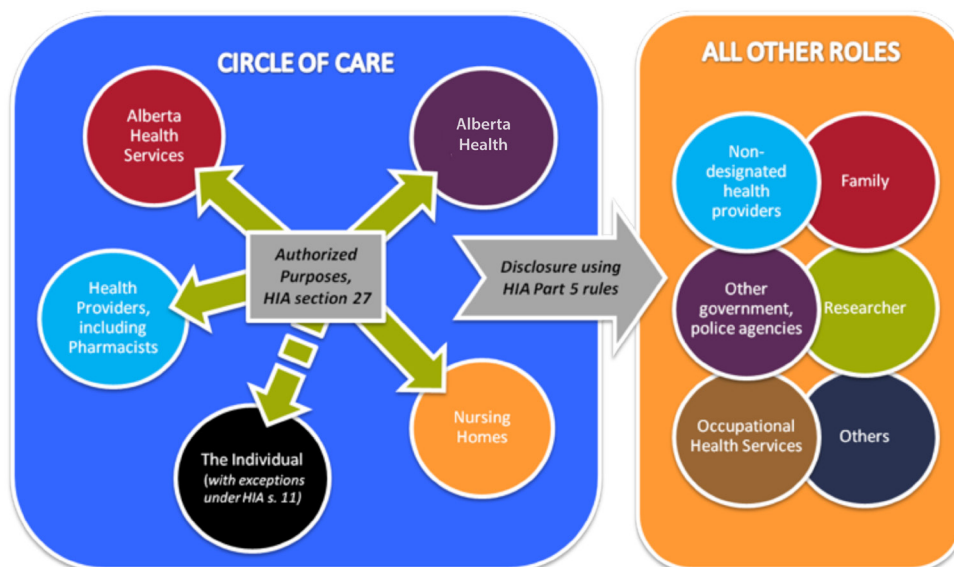 CIRCLE OF CARE
Alberta
Health
Services
Alberta
Health
Authorized
Purposes,
HIA section 27
Health
Providers,
including
Pharmacists
The Individual
(with exceptions
under HIA s. 11)
Nursing
Homes
Disclosure using
HIA Part 5 rules
ALL OTHER ROLES
Non-
designated
health
providers
Family
Other
government,
police agencies
Researcher
Occupational
Health Services
Others